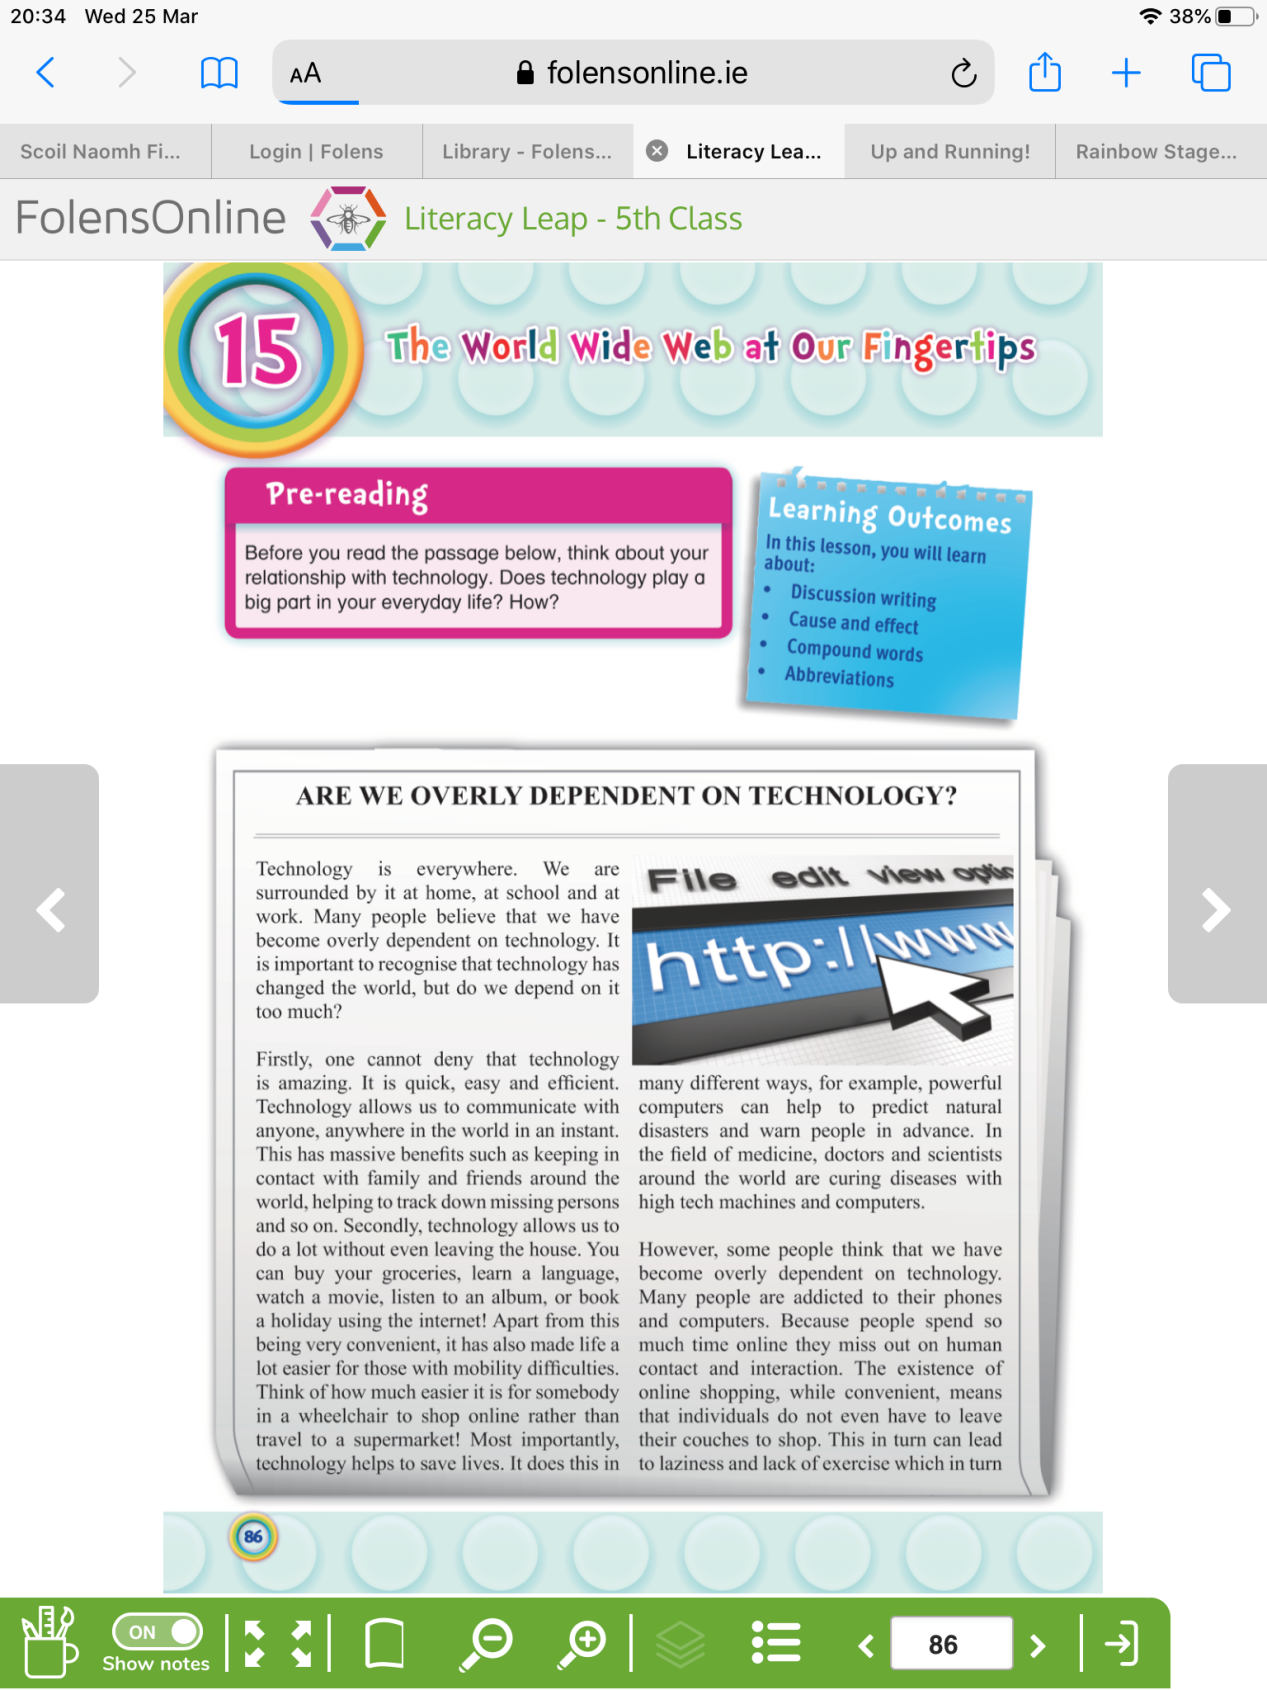 20:34 Wed 25 Mar
38%
AA
folensonline.ie
Scoil Naomh Fi...
Login | Folens
Library - Folens...
Literacy Lea...
Up and Running!
Rainbow Stage...
FolensOnline
Literacy Leap - 5th Class
15
The World Wide Web at Our Fingertips
Pre-reading
Before you read the passage below, think about your
relationship with technology. Does technology play a
big part in your everyday life? How?
Learning Outcomes
In this lesson, you will learn
about:
• Discussion writing
• Cause and effect
• Compound words
• Abbreviations
ARE WE OVERLY DEPENDENT ON TECHNOLOGY?
Technology is everywhere. We are
surrounded by it at home, at school and at
work. Many people believe that we have
become overly dependent on technology. It
is important to recognise that technology has
changed the world, but do we depend on it
too much?
Firstly, one cannot deny that technology
is amazing. It is quick, easy and efficient.
Technology allows us to communicate with
anyone, anywhere in the world in an instant.
This has massive benefits such as keeping in
contact with family and friends around the
world, helping to track down missing persons
and so on. Secondly, technology allows us to
do a lot without even leaving the house. You
can buy your groceries, learn a language,
watch a movie, listen to an album, or book
a holiday using the internet! Apart from this
being very convenient, it has also made life a
lot easier for those with mobility difficulties.
Think of how much easier it is for somebody
in a wheelchair to shop online rather than
travel to a supermarket! Most importantly,
technology helps to save lives. It does this in
File edit view optio
http://www
many different ways, for example, powerful
computers can help to predict natural
disasters and warn people in advance. In
the field of medicine, doctors and scientists
around the world are curing diseases with
high tech machines and computers.
However, some people think that we have
become overly dependent on technology.
Many people are addicted to their phones
and computers. Because people spend so
much time online they miss out on human
contact and interaction. The existence of
online shopping, while convenient, means
that individuals do not even have to leave
their couches to shop. This in turn can lead
to laziness and lack of exercise which in turn
86
ON
Show notes
86